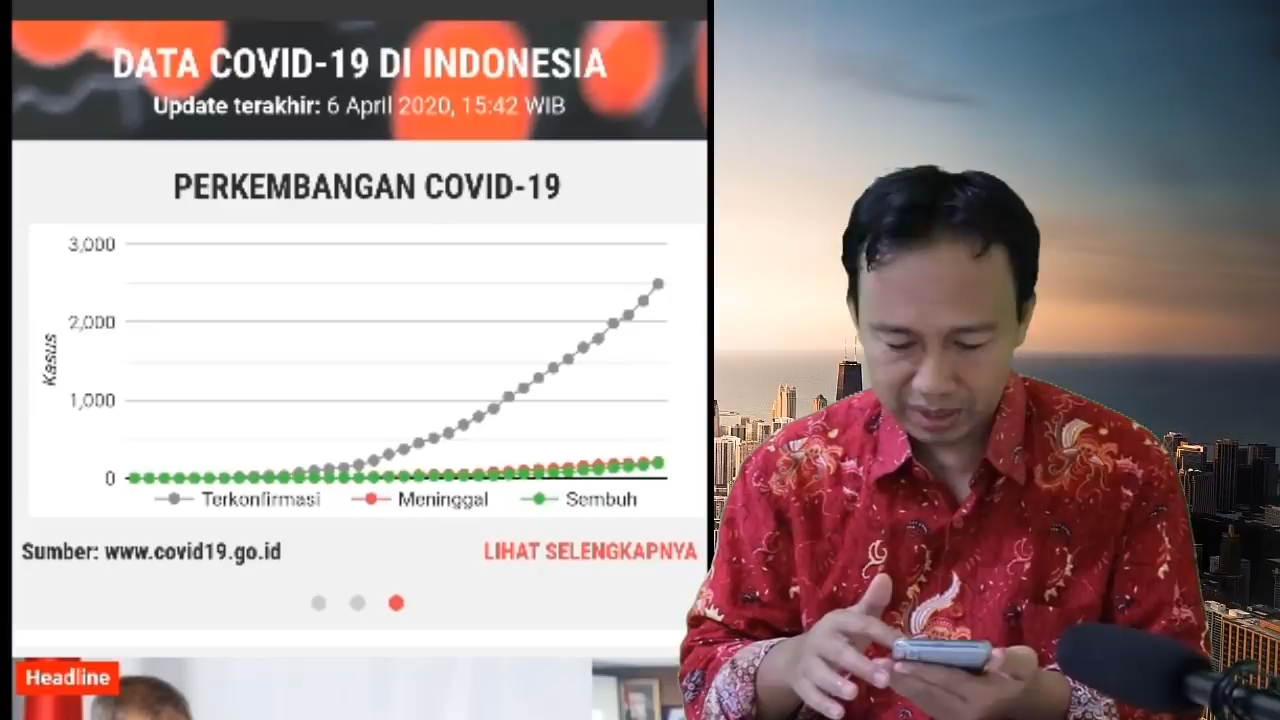 DATA COVID-19 DI INDONESIA
Update terakhir: 6 April 2020, 15:42 WIB
PERKEMBANGAN COVID-19
3,000
2,000
1,000
0
Kasus
Terkonfirmasi Meninggal Sembuh
Sumber: www.covid19.go.id LIHAT SELENGKAPNYA
Headline